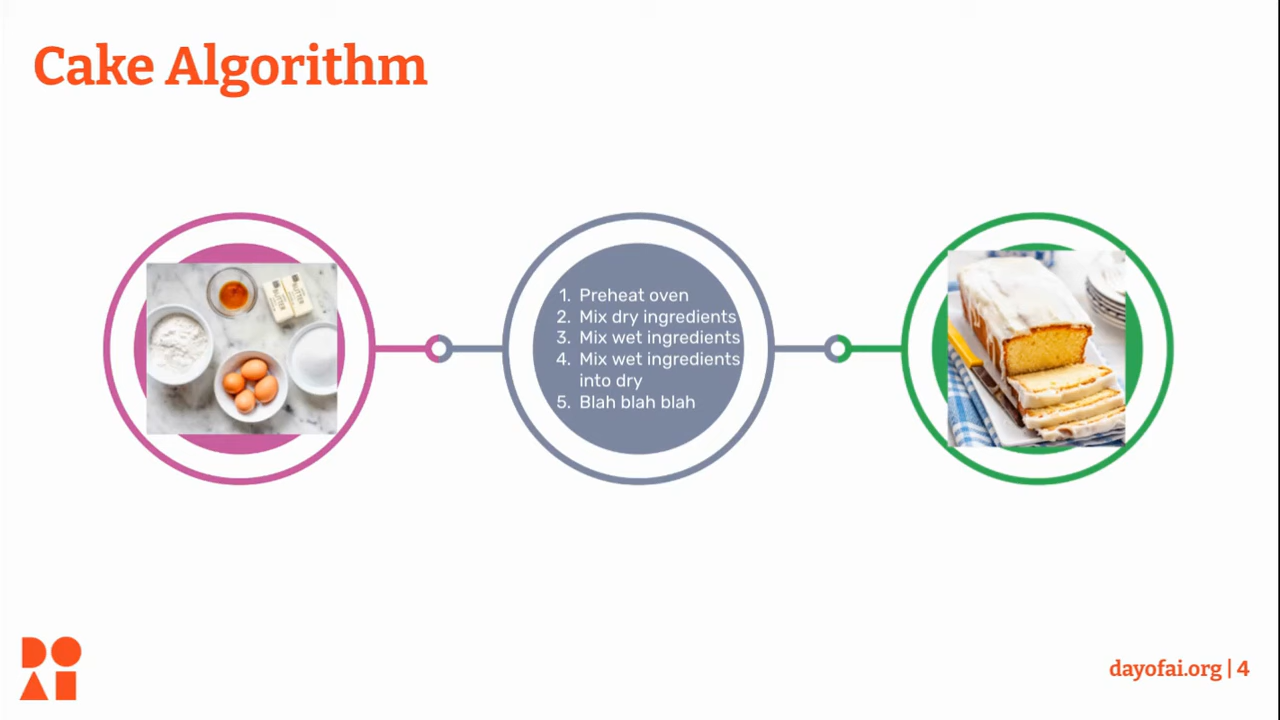 Cake Algorithm
1. Preheat oven
2. Mix dry ingredients
3. Mix wet ingredients
4. Mix wet ingredients
into dry
5. Blah blah blah
dayofai.org | 4